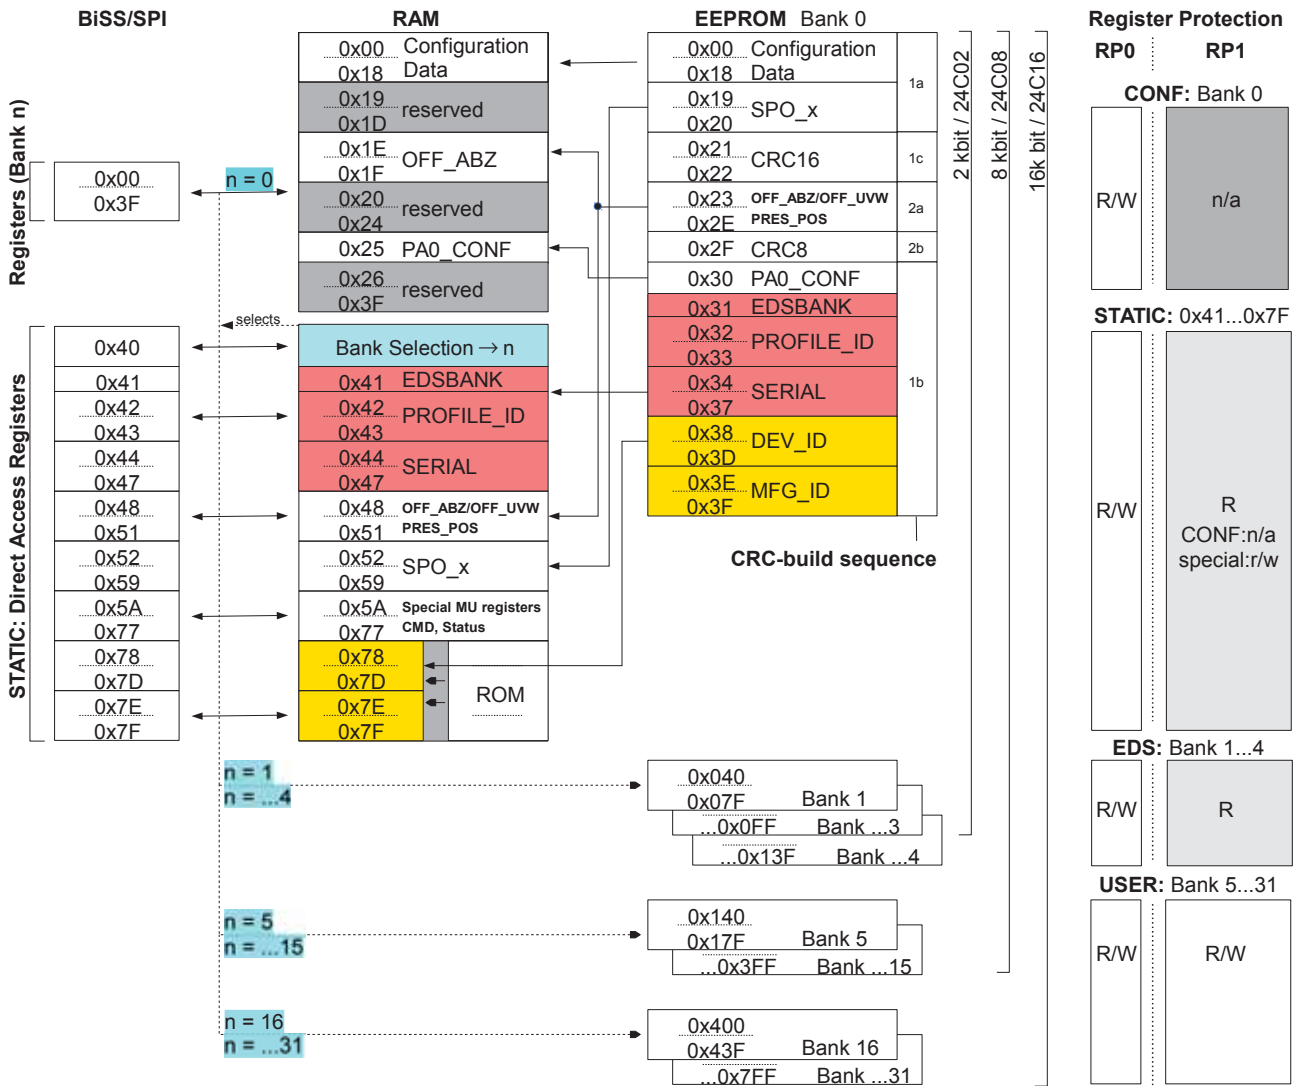 BiSS/SPI
RAM
EEPROM Bank 0
Register Protection
RP0
RP1
Registers (Bank n)
0x00
0x3F
n = 0
selects
STATIC: Direct Access Registers
0x40
0x41
0x42
0x43
0x44
0x47
0x48
0x51
0x52
0x59
0x5A
0x77
0x78
0x7D
0x7E
0x7F
0x00 Configuration
0x18 Data
0x19
reserved
0x1D
0x1E
OFF_ABZ
0x1F
0x20
reserved
0x24
0x25 PA0_CONF
0x26
reserved
0x3F
Bank Selection → n
0x41 EDSBANK
0x42
PROFILE_ID
0x43
0x44
SERIAL
0x47
0x48 OFF_ABZ/OFF_UVW
0x51 PRES_POS
0x52
SPO_x
0x59
0x5A Special MU registers
0x77 CMD, Status
0x78
0x7D
0x7E
0x7F
ROM
0x00 Configuration
0x18 Data
0x19
SPO_x
0x20
1a
0x21
CRC16
0x22
1c
0x23 OFF_ABZ/OFF_UVW
0x2E PRES_POS
2a
0x2F CRC8
2b
0x30 PA0_CONF
0x31 EDSBANK
0x32
PROFILE_ID
0x33
0x34
SERIAL
0x37
1b
0x38
DEV_ID
0x3D
0x3E
MFG_ID
0x3F
CRC-build sequence
2 kbit / 24C02
8 kbit / 24C08
16k bit / 24C16
n = 1
n = ...4
0x040
0x07F Bank 1
...0x0FF Bank ...3
...0x13F Bank ...4
n = 5
n = ...15
0x140
0x17F Bank 5
...0x3FF Bank ...15
n = 16
n = ...31
0x400
0x43F Bank 16
...0x7FF Bank ...31
CONF: Bank 0
R/W
n/a
STATIC: 0x41...0x7F
R/W
R
CONF:n/a
special:r/w
EDS: Bank 1...4
R/W
R
USER: Bank 5...31
R/W
R/W